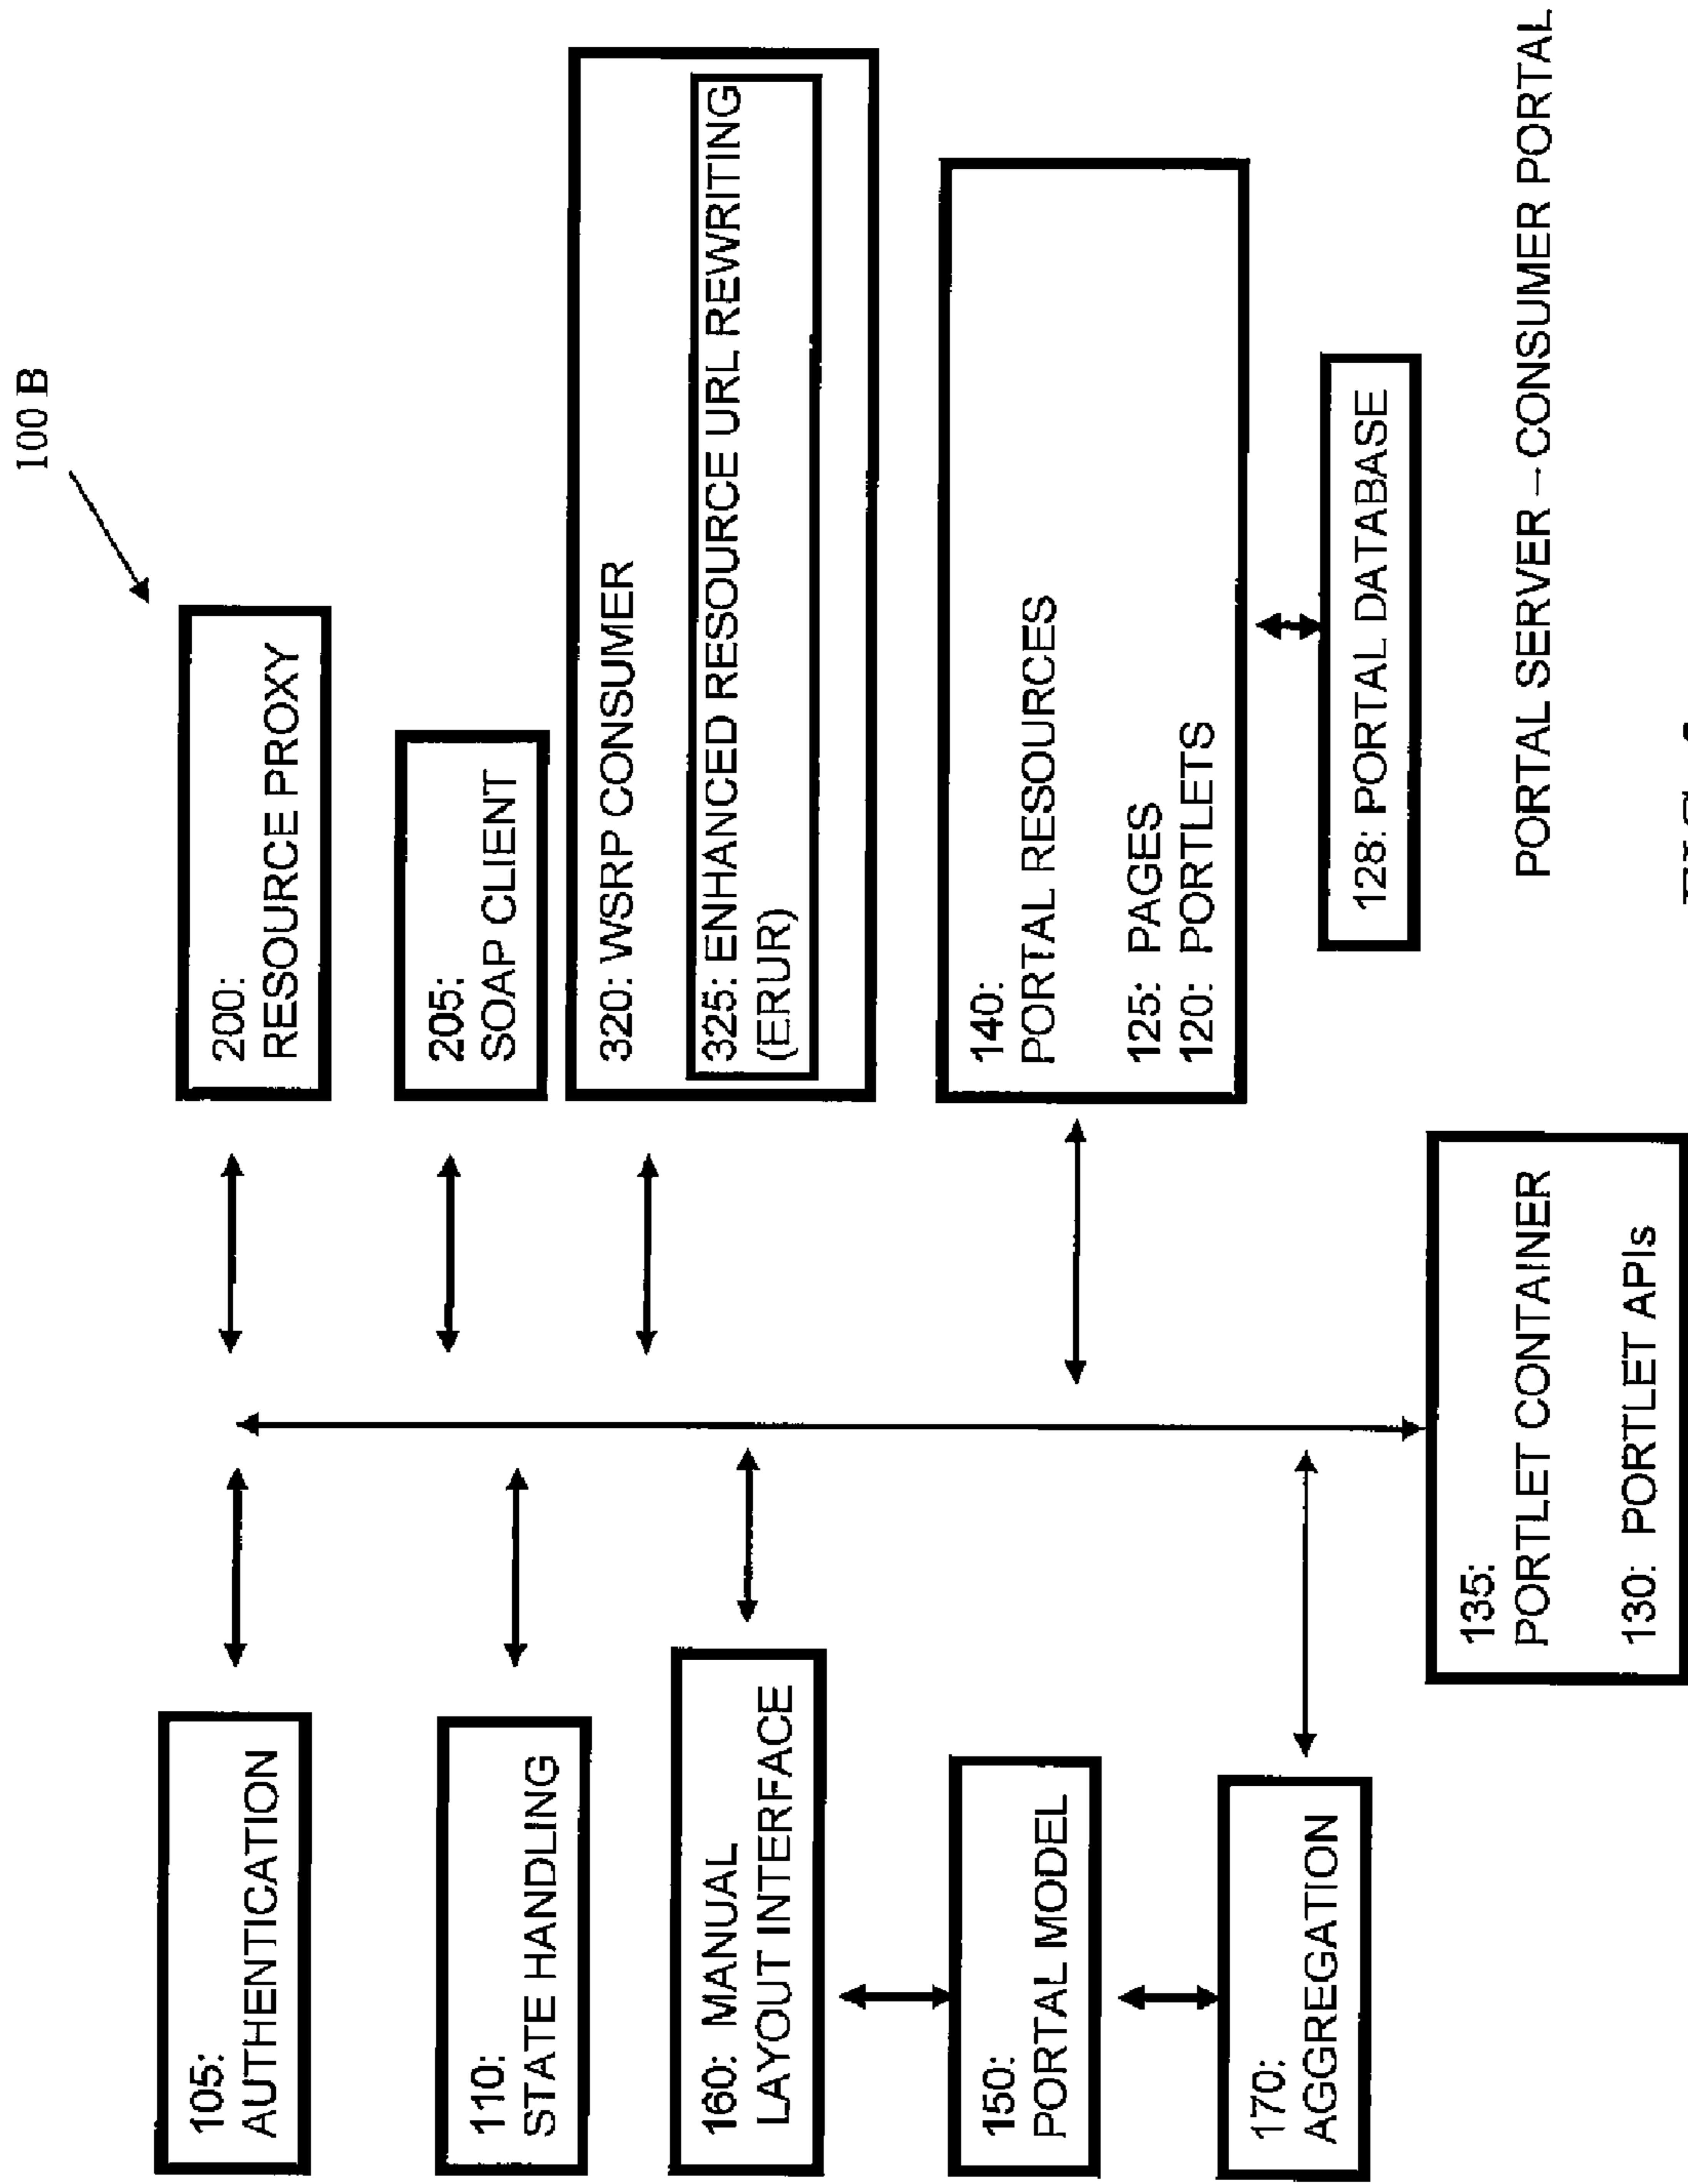 100 B
105:
AUTHENTICATION
110:
STATE HANDLING
160: MANUAL
LAYOUT INTERFACE
150:
PORTAL MODEL
170:
AGGREGATION
200:
RESOURCE PROXY
205:
SOAP CLIENT
320: WSRP CONSUMER
325: ENHANCED RESOURCE URL REWRITING
(ERUR)
140:
PORTAL RESOURCES
125: PAGES
120: PORTLETS
128: PORTAL DATABASE
135:
PORTLET CONTAINER
130: PORTLET APIs
PORTAL SERVER – CONSUMER PORTAL